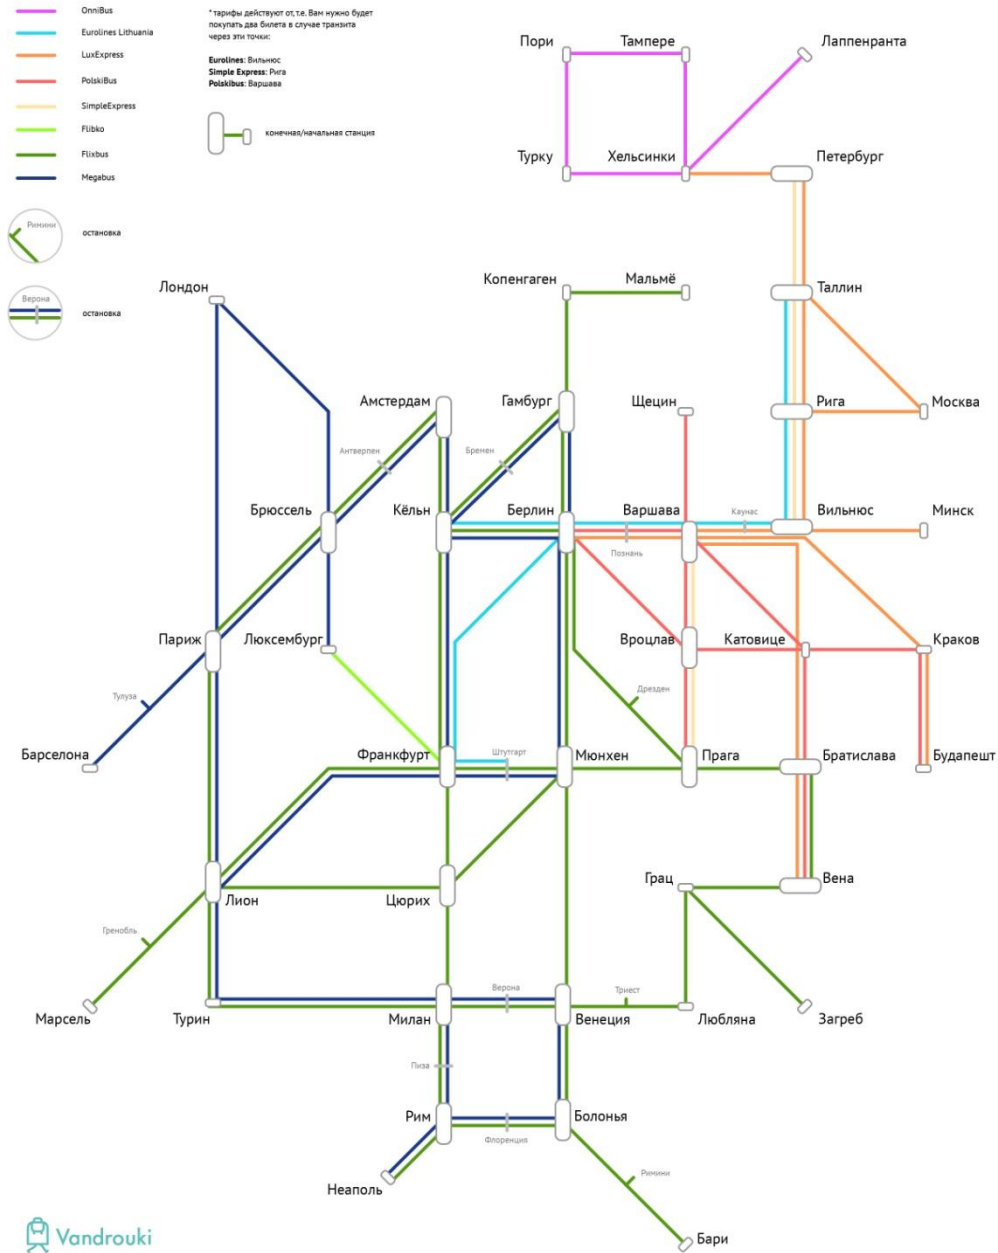 OnniBus
Eurolines Lithuania
LuxExpress
PolskiBus
SimpleExpress
Flibko
Flixbus
Megabus
* тарифы действуют от, т.е. Вам нужно будет
покупать два билета в случае транзита
через эти точки:
Eurolines: Вильнюс
Simple Express: Рига
Polskibus: Варшава
конечная/начальная станция
Римини
остановка
Верона
остановка
Пори
Тампере
Лаппенранта
Турку
Хельсинки
Петербург
Лондон
Копенгаген
Мальмё
Таллин
Амстердам
Гамбург
Щецин
Рига
Москва
Антверпен
Бремен
Брюссель
Кёльн
Берлин
Варшава
Каунас
Вильнюс
Минск
Познань
Париж
Люксембург
Вроцлав
Катовице
Краков
Тулуза
Дрезден
Барселона
Франкфурт
Штутгарт
Мюнхен
Прага
Братислава
Будапешт
Лион
Цюрих
Грац
Вена
Гренобль
Верона
Триест
Марсель
Турин
Милан
Венеция
Любляна
Загреб
Пиза
Рим
Болонья
Флоренция
Римини
Неаполь
Бари
Vandrouki